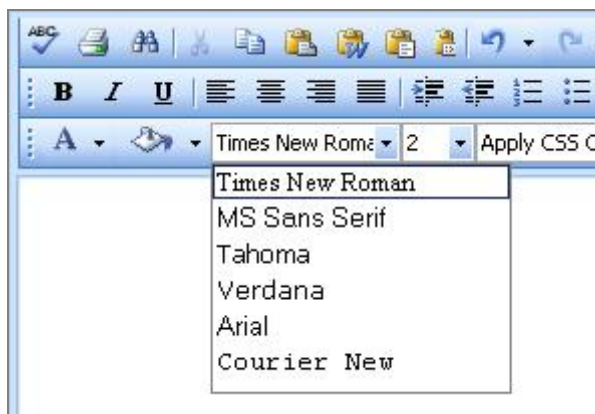 ABC
B I U
A Times New Roma 2 Apply CSS C
Times New Roman
MS Sans Serif
Tahoma
Verdana
Arial
Courier New